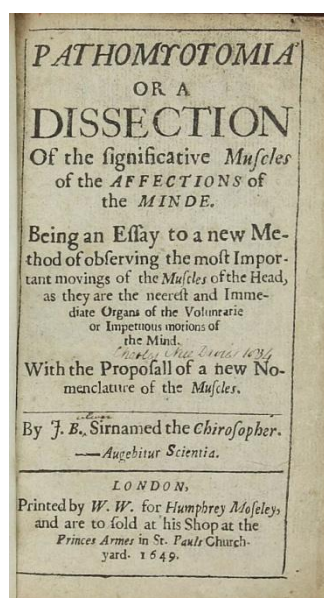 PATHOMYOTOMIA
OR A
DISSECTION
Of the ſignificative Muſcles
of the AFFECTIONS of
the MINDE.
Being an Eſſay to a new Me-
thod of obſerving the moſt Impor-
tant movings of the Muſcles of the Head,
as they are the neereſt and Imme-
diate Organs of the Voluntarie
or Impetuous motions of
the Mind.
With the Propoſall of a new No-
menclature of the Muſcles.
By J. B. Sirnamed the Chiroſopher.
—Augebitur Scientia.
LONDON,
Printed by W. W. for Humphrey Moſeley,
and are to ſold at his Shop at the
Princes Armes in St. Pauls Church-
yard. 1649.